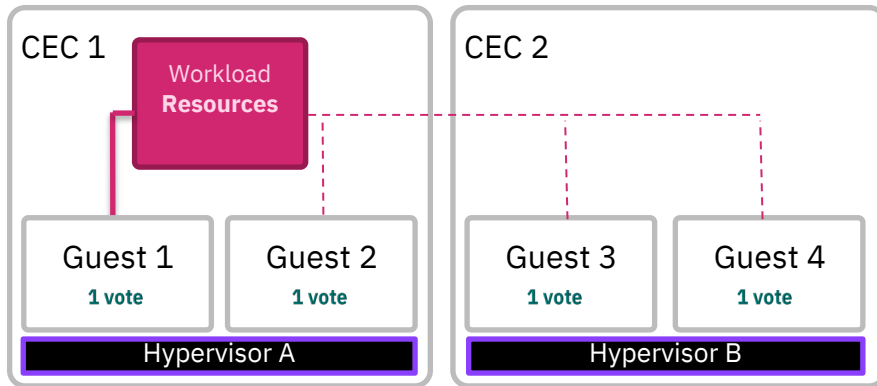 CEC 1
CEC 2
Workload
Resources
Guest 1
1 vote
Guest 2
1 vote
Guest 3
1 vote
Guest 4
1 vote
Hypervisor A
Hypervisor B